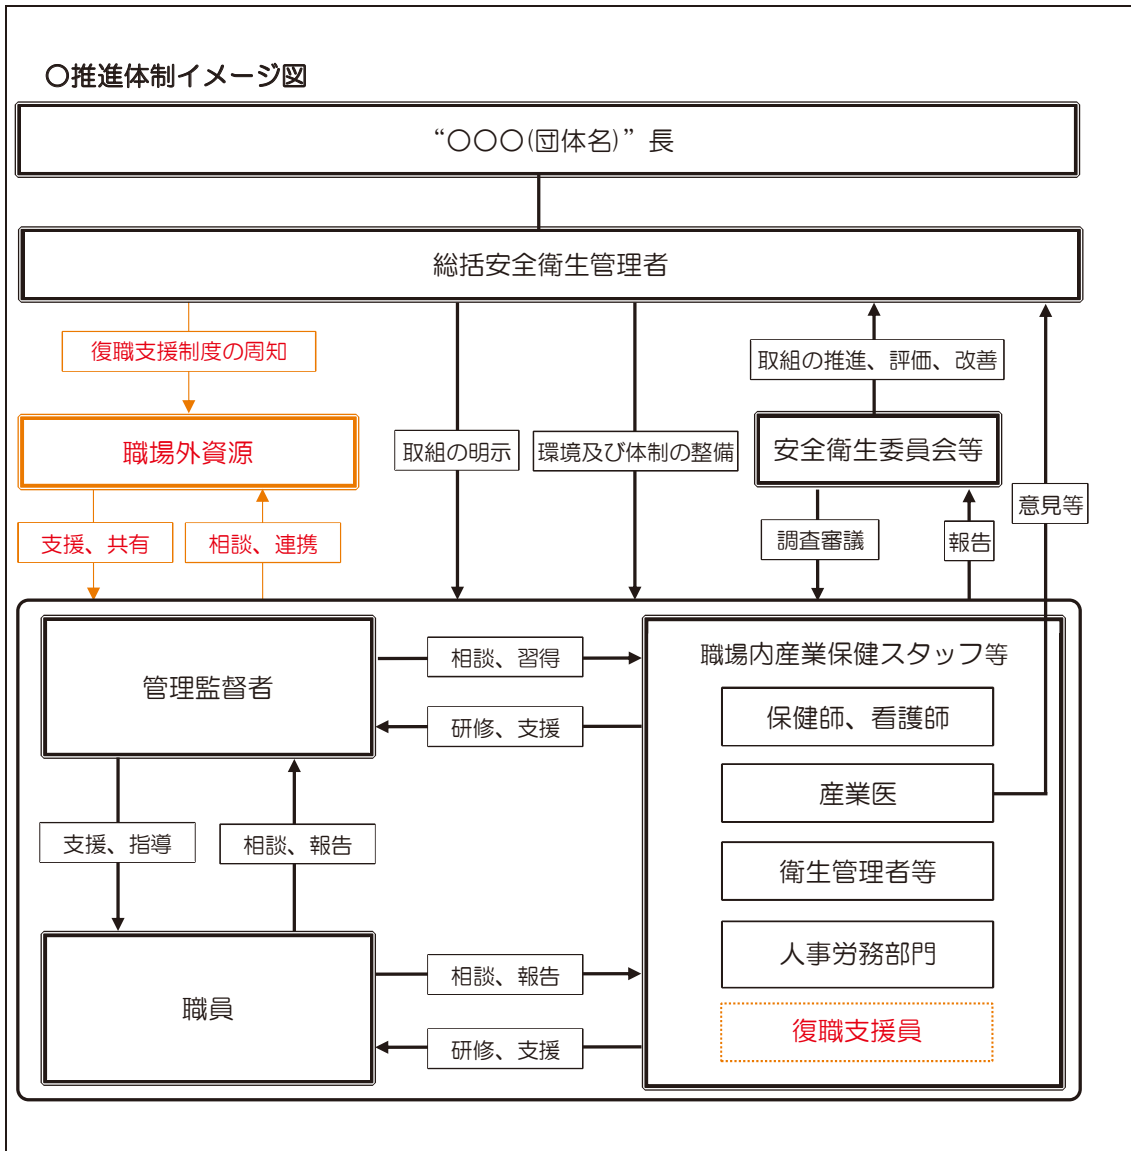 〇推進体制イメージ図
“〇〇〇(団体名)”長
総括安全衛生管理者
復職支援制度の周知
取組の推進、評価、改善
職場外資源
取組の明示
環境及び体制の整備
安全衛生委員会等
意見等
支援、共有
相談、連携
調査審議
報告
管理監督者
相談、習得
研修、支援
職場内産業保健スタッフ等
保健師、看護師
産業医
支援、指導
相談、報告
衛生管理者等
人事労務部門
職員
相談、報告
研修、支援
復職支援員